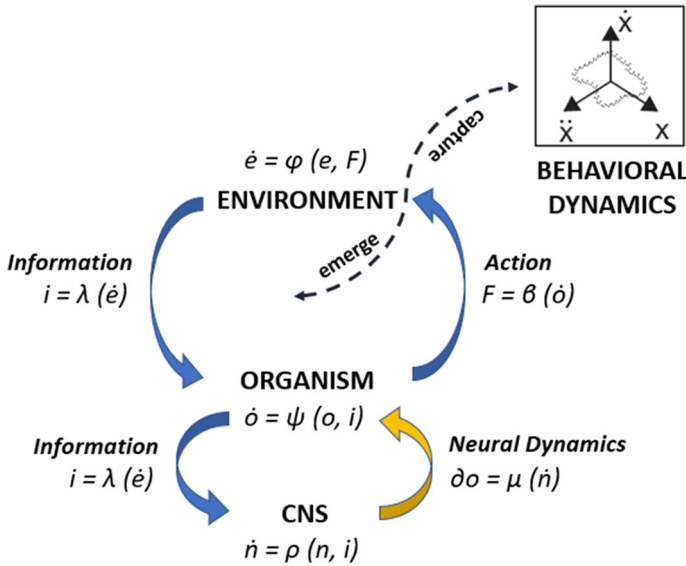 ẋ
ẍ
x
BEHAVIORAL
DYNAMICS
capture
ė = φ (e, F)
ENVIRONMENT
emerge
Information
i = λ (ė)
Action
F = β (ȯ)
ORGANISM
ȯ = ψ (o, i)
Information
i = λ (ė)
Neural Dynamics
∂o = μ (ṅ)
CNS
ṅ = ρ (n, i)